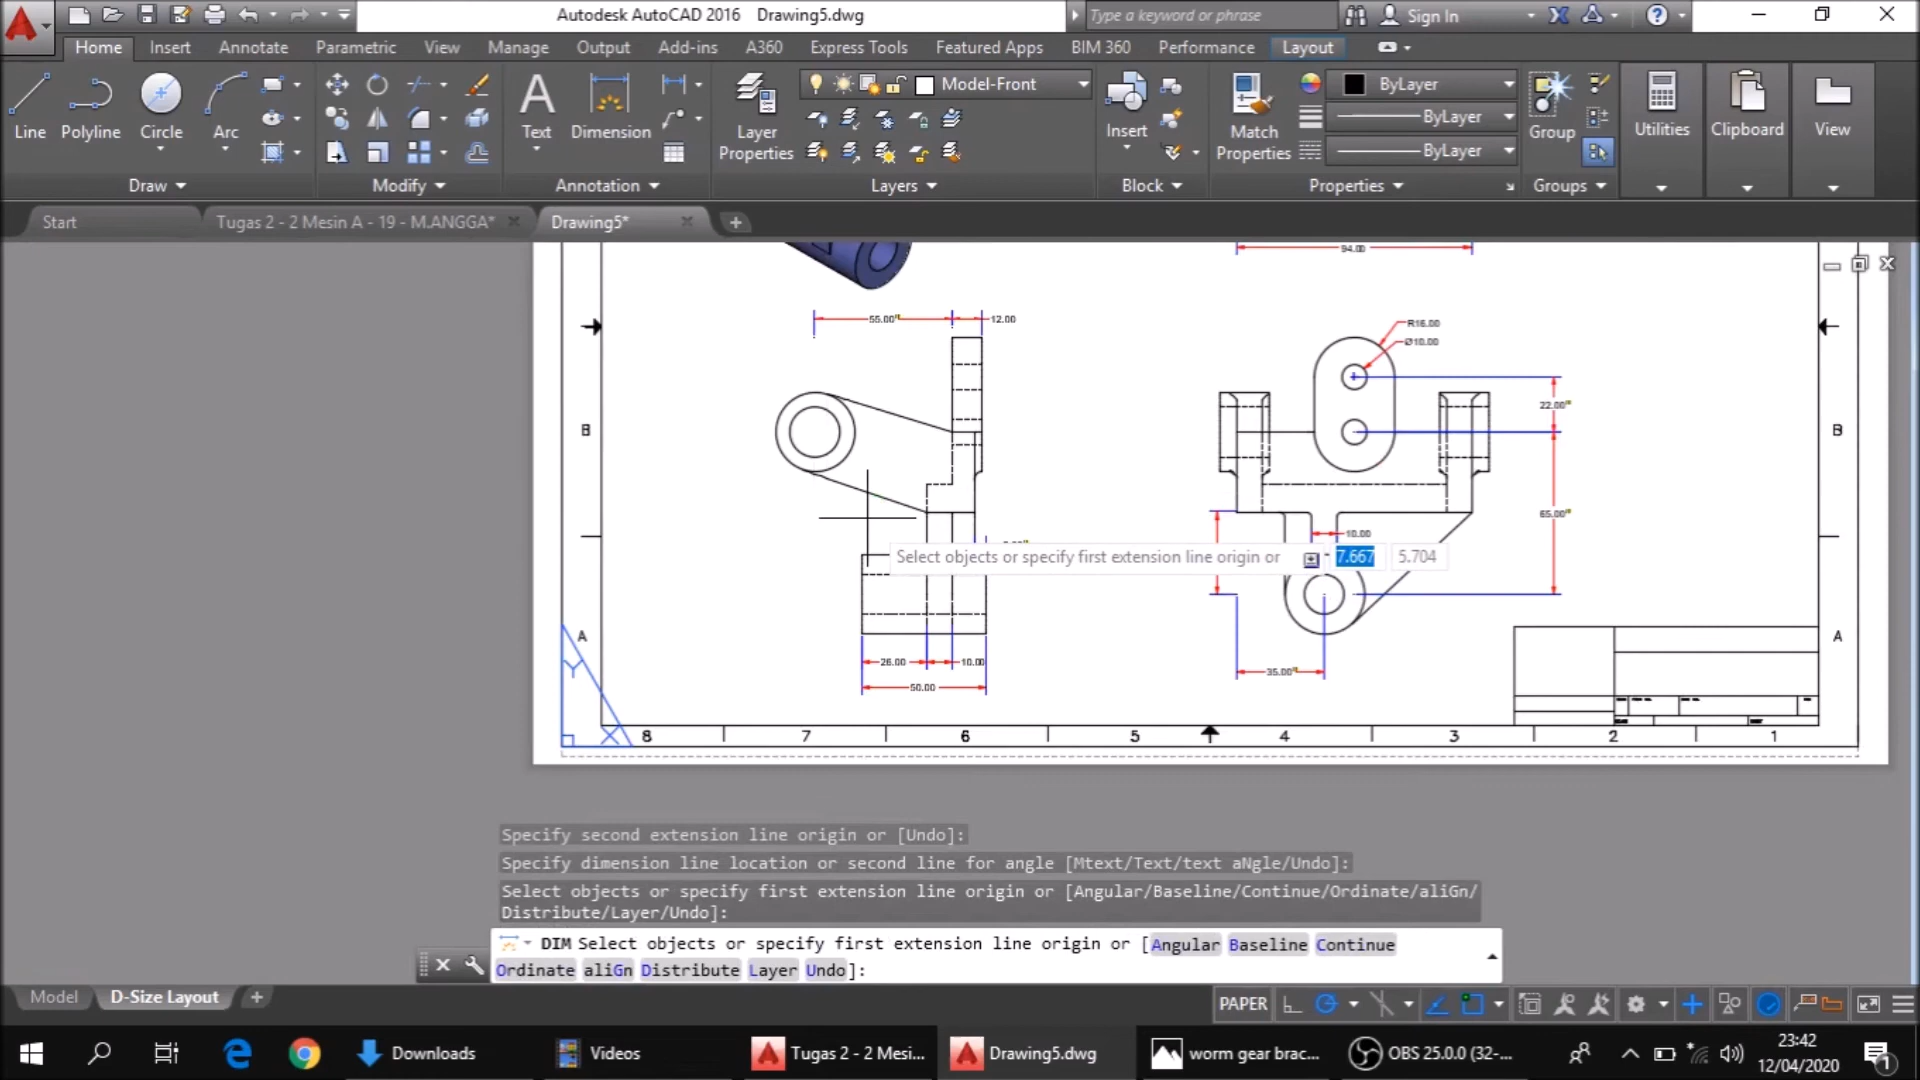 Autodesk AutoCAD 2016 Drawing5.dwg
Type a keyword or phrase
Sign In
Home Insert Annotate Parametric View Manage Output Add-ins A360 Express Tools Featured Apps BIM 360 Performance Layout
Line Polyline Circle Arc
Text Dimension
Layer Properties
Model-Front
Insert
Match Properties
ByLayer
ByLayer
ByLayer
Group
Utilities Clipboard View
Draw Modify Annotation Layers Block Properties Groups
Start Tugas 2 - 2 Mesin A - 19 - M.ANGGA* Drawing5*
94.00
55.00 12.00
R16.00
Ø10.00
22.00
B B
65.00
10.00
Select objects or specify first extension line origin or 7.667 5.704
A A
26.00 10.00
50.00
35.00
Y
X
8 7 6 5 4 3 2 1
Specify second extension line origin or [Undo]:
Specify dimension line location or second line for angle [Mtext/Text/text aNgle/Undo]:
Select objects or specify first extension line origin or [Angular/Baseline/Continue/Ordinate/aliGn/
Distribute/Layer/Undo]:
DIM Select objects or specify first extension line origin or [Angular Baseline Continue
Ordinate aliGn Distribute Layer Undo]:
Model D-Size Layout
PAPER
Downloads Videos Tugas 2 - 2 Mesi... Drawing5.dwg worm gear brac... OBS 25.0.0 (32-...
23:42
12/04/2020
1